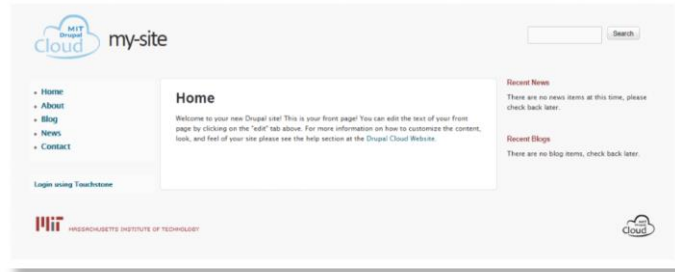 MIT
Drupal
Cloud
my-site
Search
Home
About
Blog
News
Contact
Login using Touchstone
Home
Welcome to your new Drupal site! This is your front page! You can edit the text of your front
page by clicking on the "edit" tab above. For more information on how to customize the content,
look, and feel of your site please see the help section at the Drupal Cloud Website
Recent News
There are no news items at this time, please
check back later.
Recent Blogs
There are no blog items, check back later.
MIT
MASSACHUSETTS INSTITUTE OF TECHNOLOGY
MIT
Drupal
Cloud